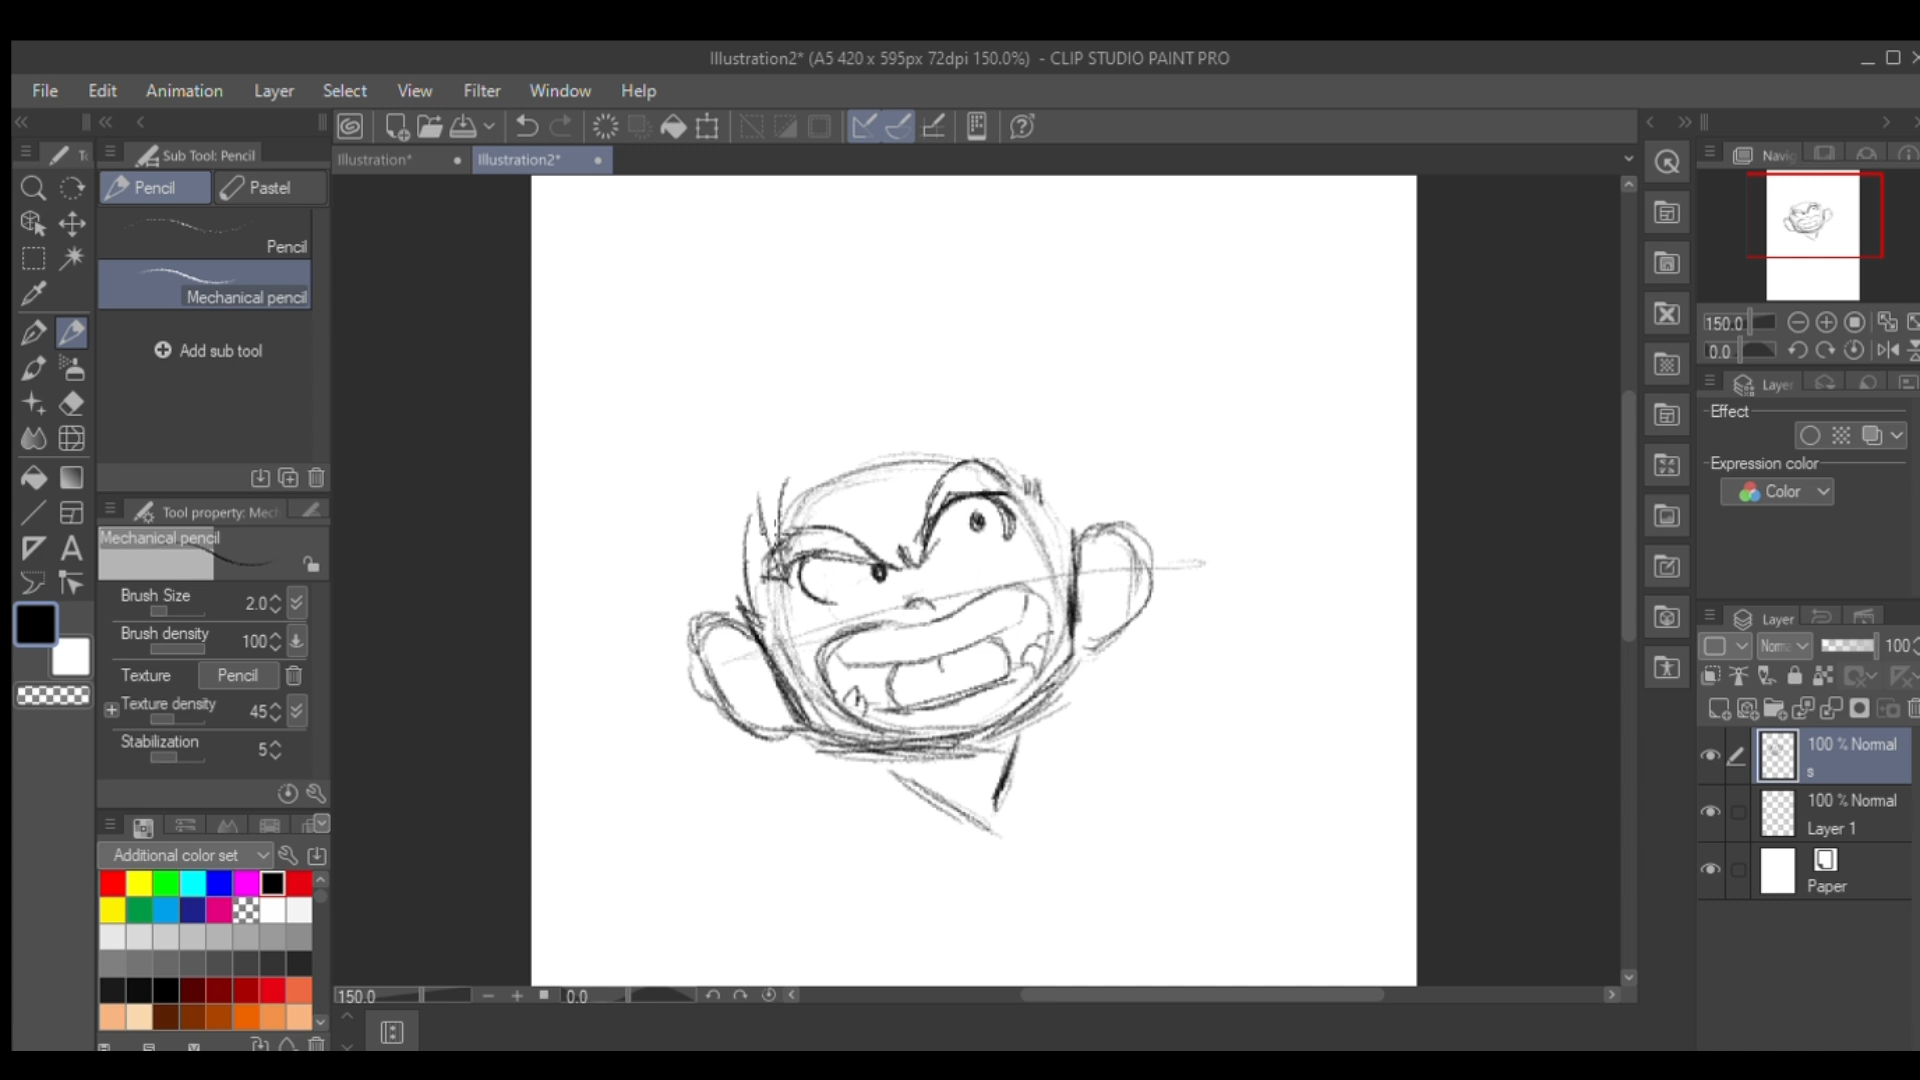 Illustration2* (A5 420 x 595px 72dpi 150.0%) - CLIP STUDIO PAINT PRO
File Edit Animation Layer Select View Filter Window Help
Sub Tool: Pencil
Illustration* Illustration2*
Pencil Pastel
Pencil
Mechanical pencil
Add sub tool
Tool property: Mech
Mechanical pencil
Brush Size 2.0
Brush density 100
Texture Pencil
Texture density 45
Stabilization 5
Additional color set
150.0 0.0
Navig
150.0
0.0
Layer
Effect
Expression color
Color
Layer
Norm 100
100 % Normal
s
100 % Normal
Layer 1
Paper